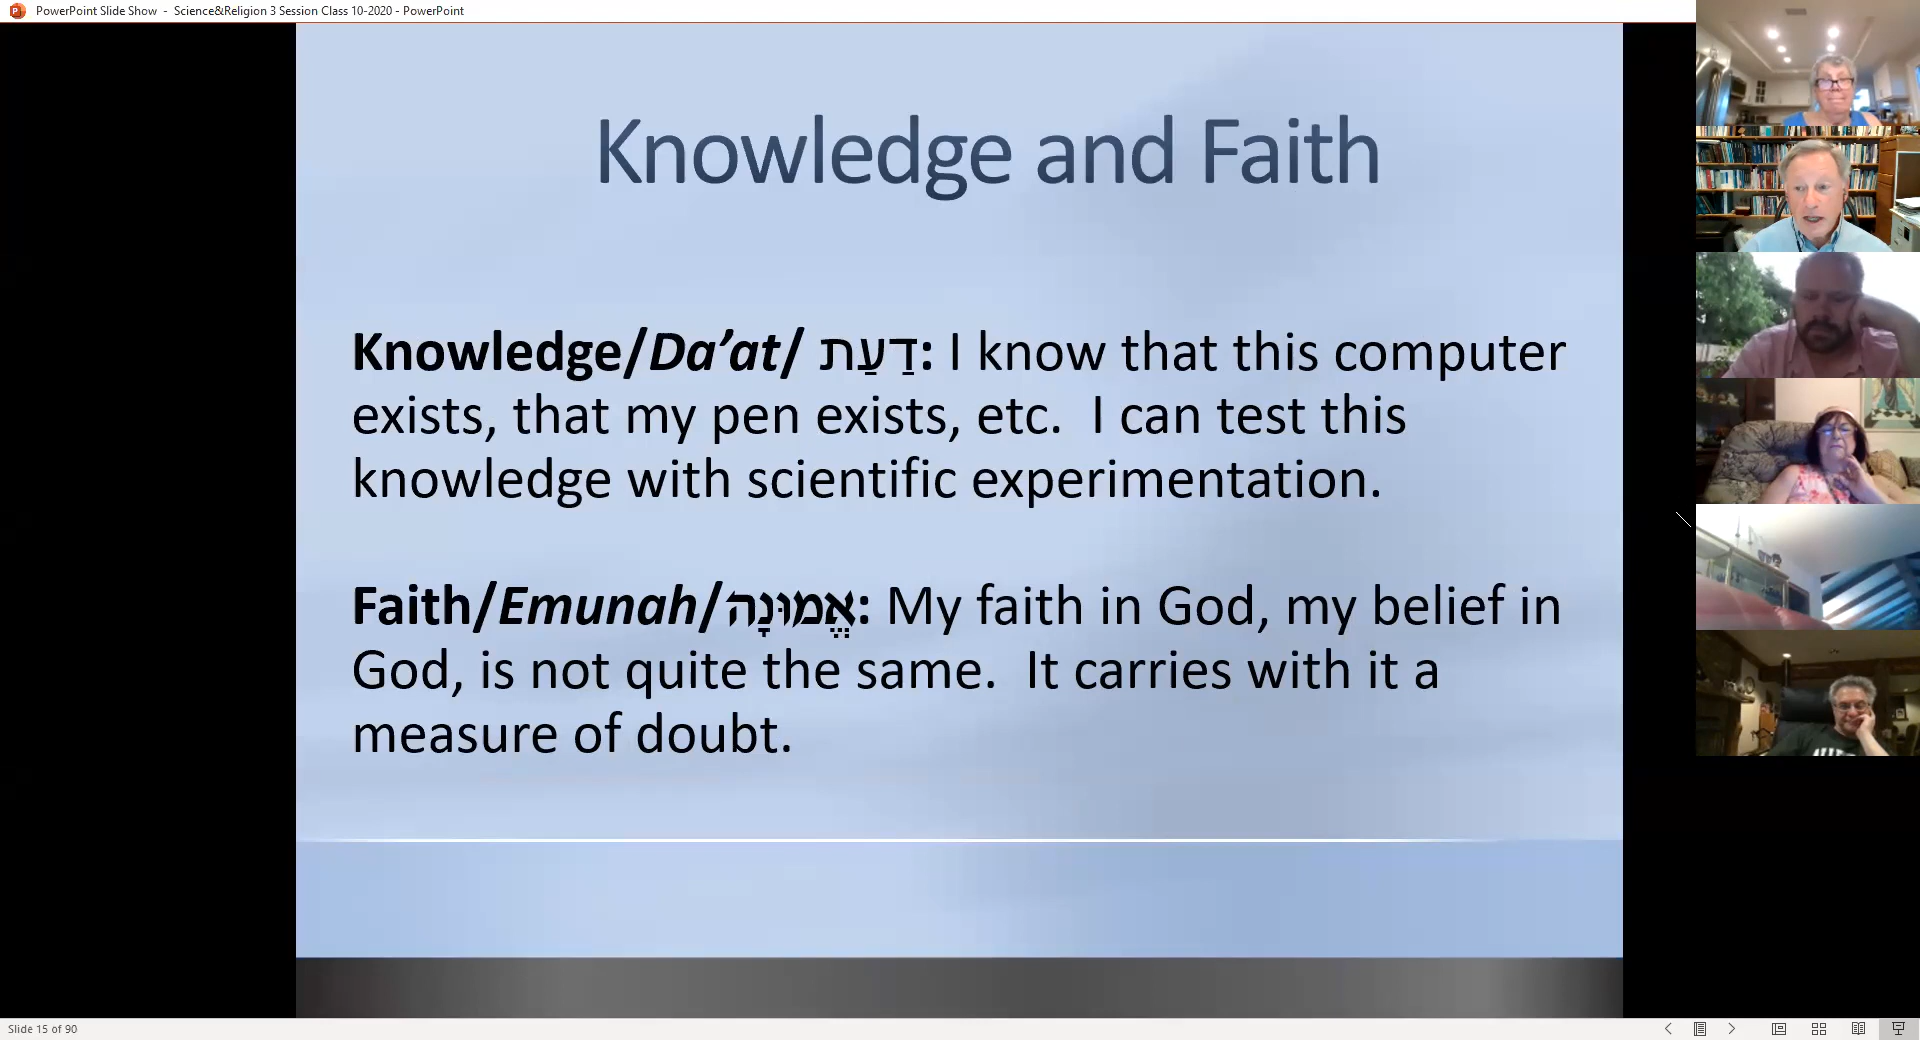 PowerPoint Slide Show - Science&Religion 3 Session Class 10-2020 - PowerPoint
Knowledge and Faith
Knowledge/Da’at/ דַעַת: I know that this computer
exists, that my pen exists, etc. I can test this
knowledge with scientific experimentation.
Faith/Emunah/אֱמוּנָה: My faith in God, my belief in
God, is not quite the same. It carries with it a
measure of doubt.
Slide 15 of 90